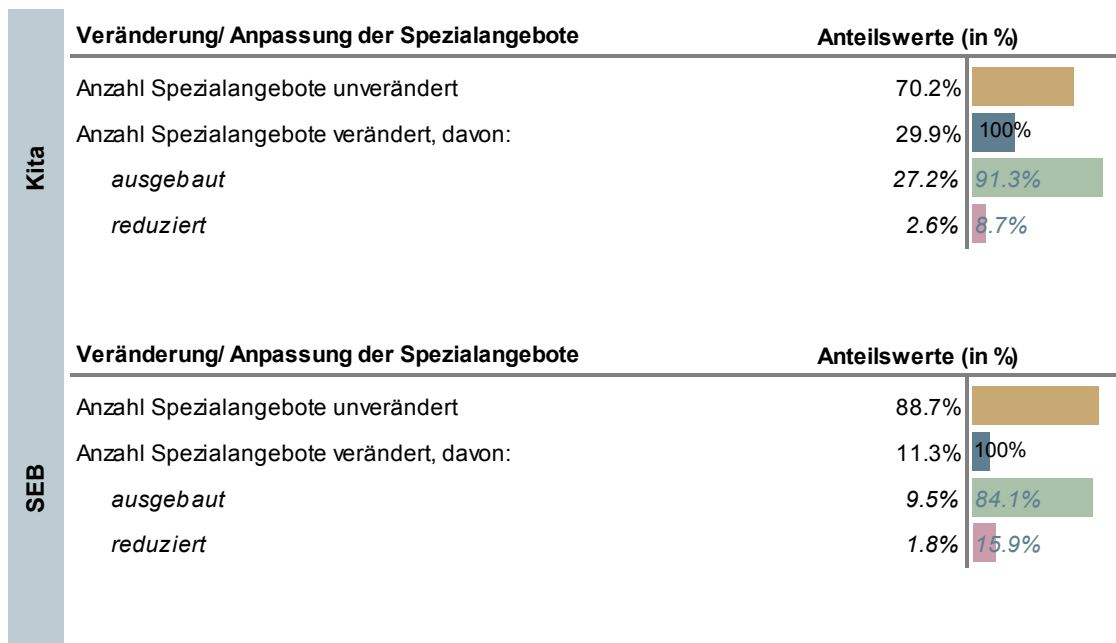 Kita
Veränderung/ Anpassung der Spezialangebote Anteilswerte (in %)
Anzahl Spezialangebote unverändert 70.2%
Anzahl Spezialangebote verändert, davon: 29.9% 100%
ausgebaut 27.2% 91.3%
reduziert 2.6% 8.7%
SEB
Veränderung/ Anpassung der Spezialangebote Anteilswerte (in %)
Anzahl Spezialangebote unverändert 88.7%
Anzahl Spezialangebote verändert, davon: 11.3% 100%
ausgebaut 9.5% 84.1%
reduziert 1.8% 15.9%